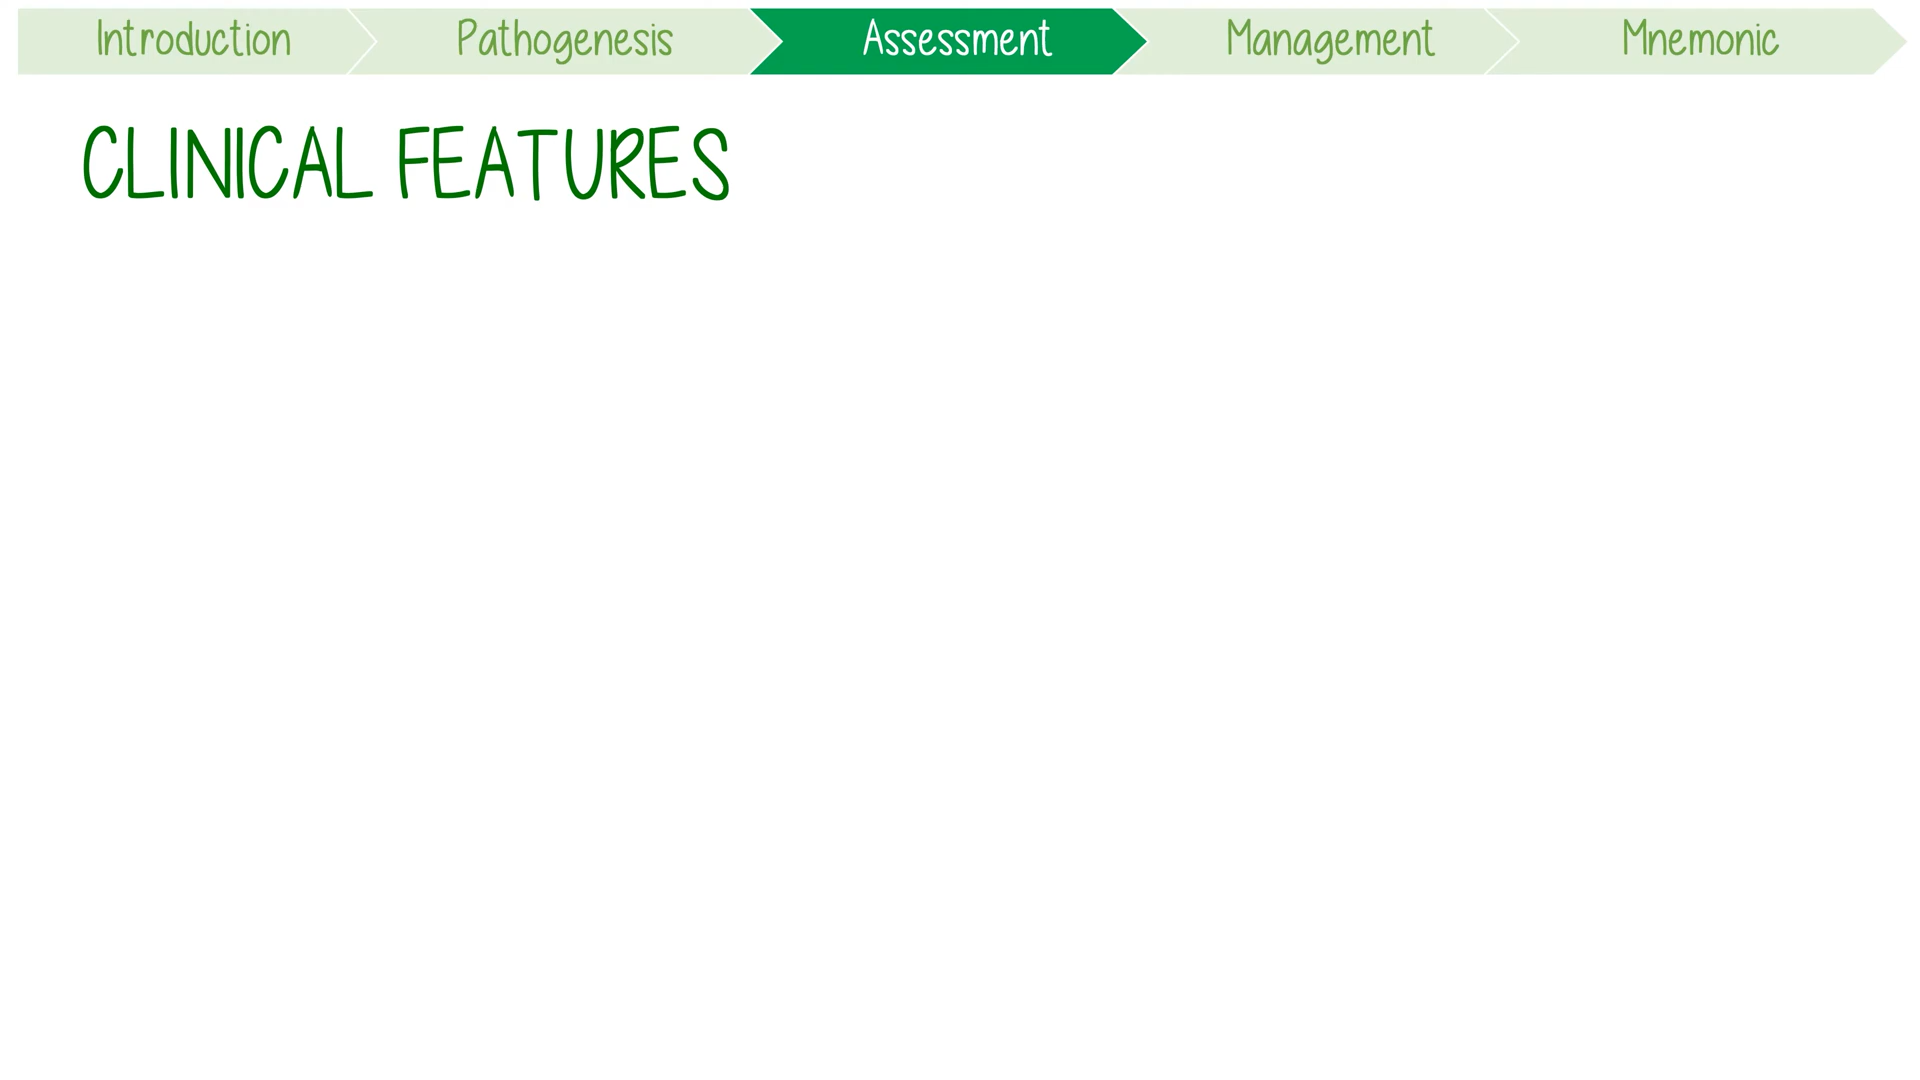 Introduction Pathogenesis Assessment Management Mnemonic
CLINICAL FEATURES